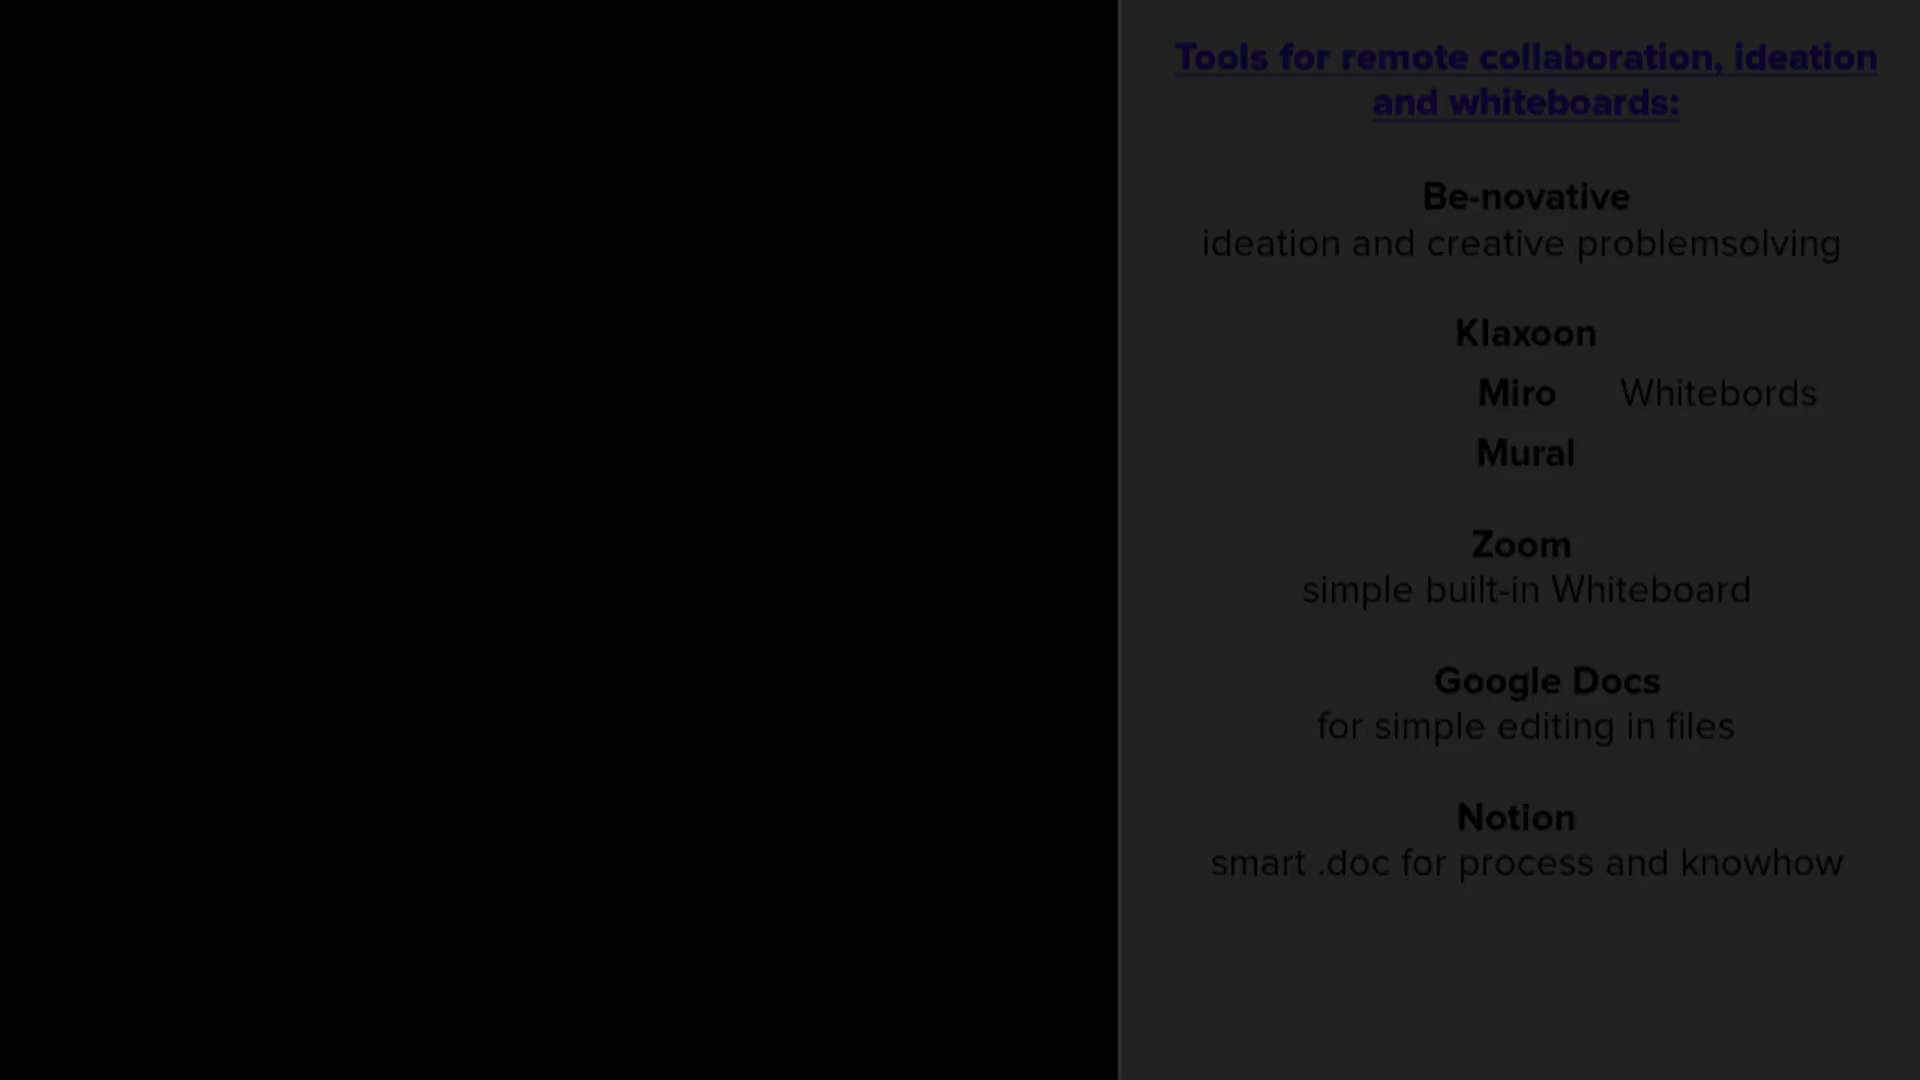 Tools for remote collaboration, ideation
and whiteboards:
Be-novative
ideation and creative problemsolving
Klaxoon
Miro Whitebords
Mural
Zoom
simple built-in Whiteboard
Google Docs
for simple editing in files
Notion
smart .doc for process and knowhow